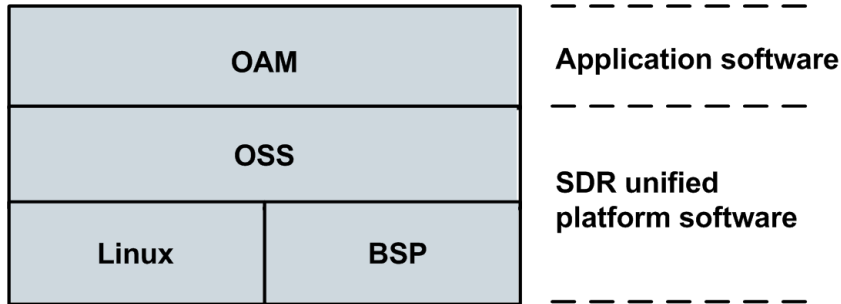 OAM
Application software
OSS
SDR unified
platform software
Linux
BSP